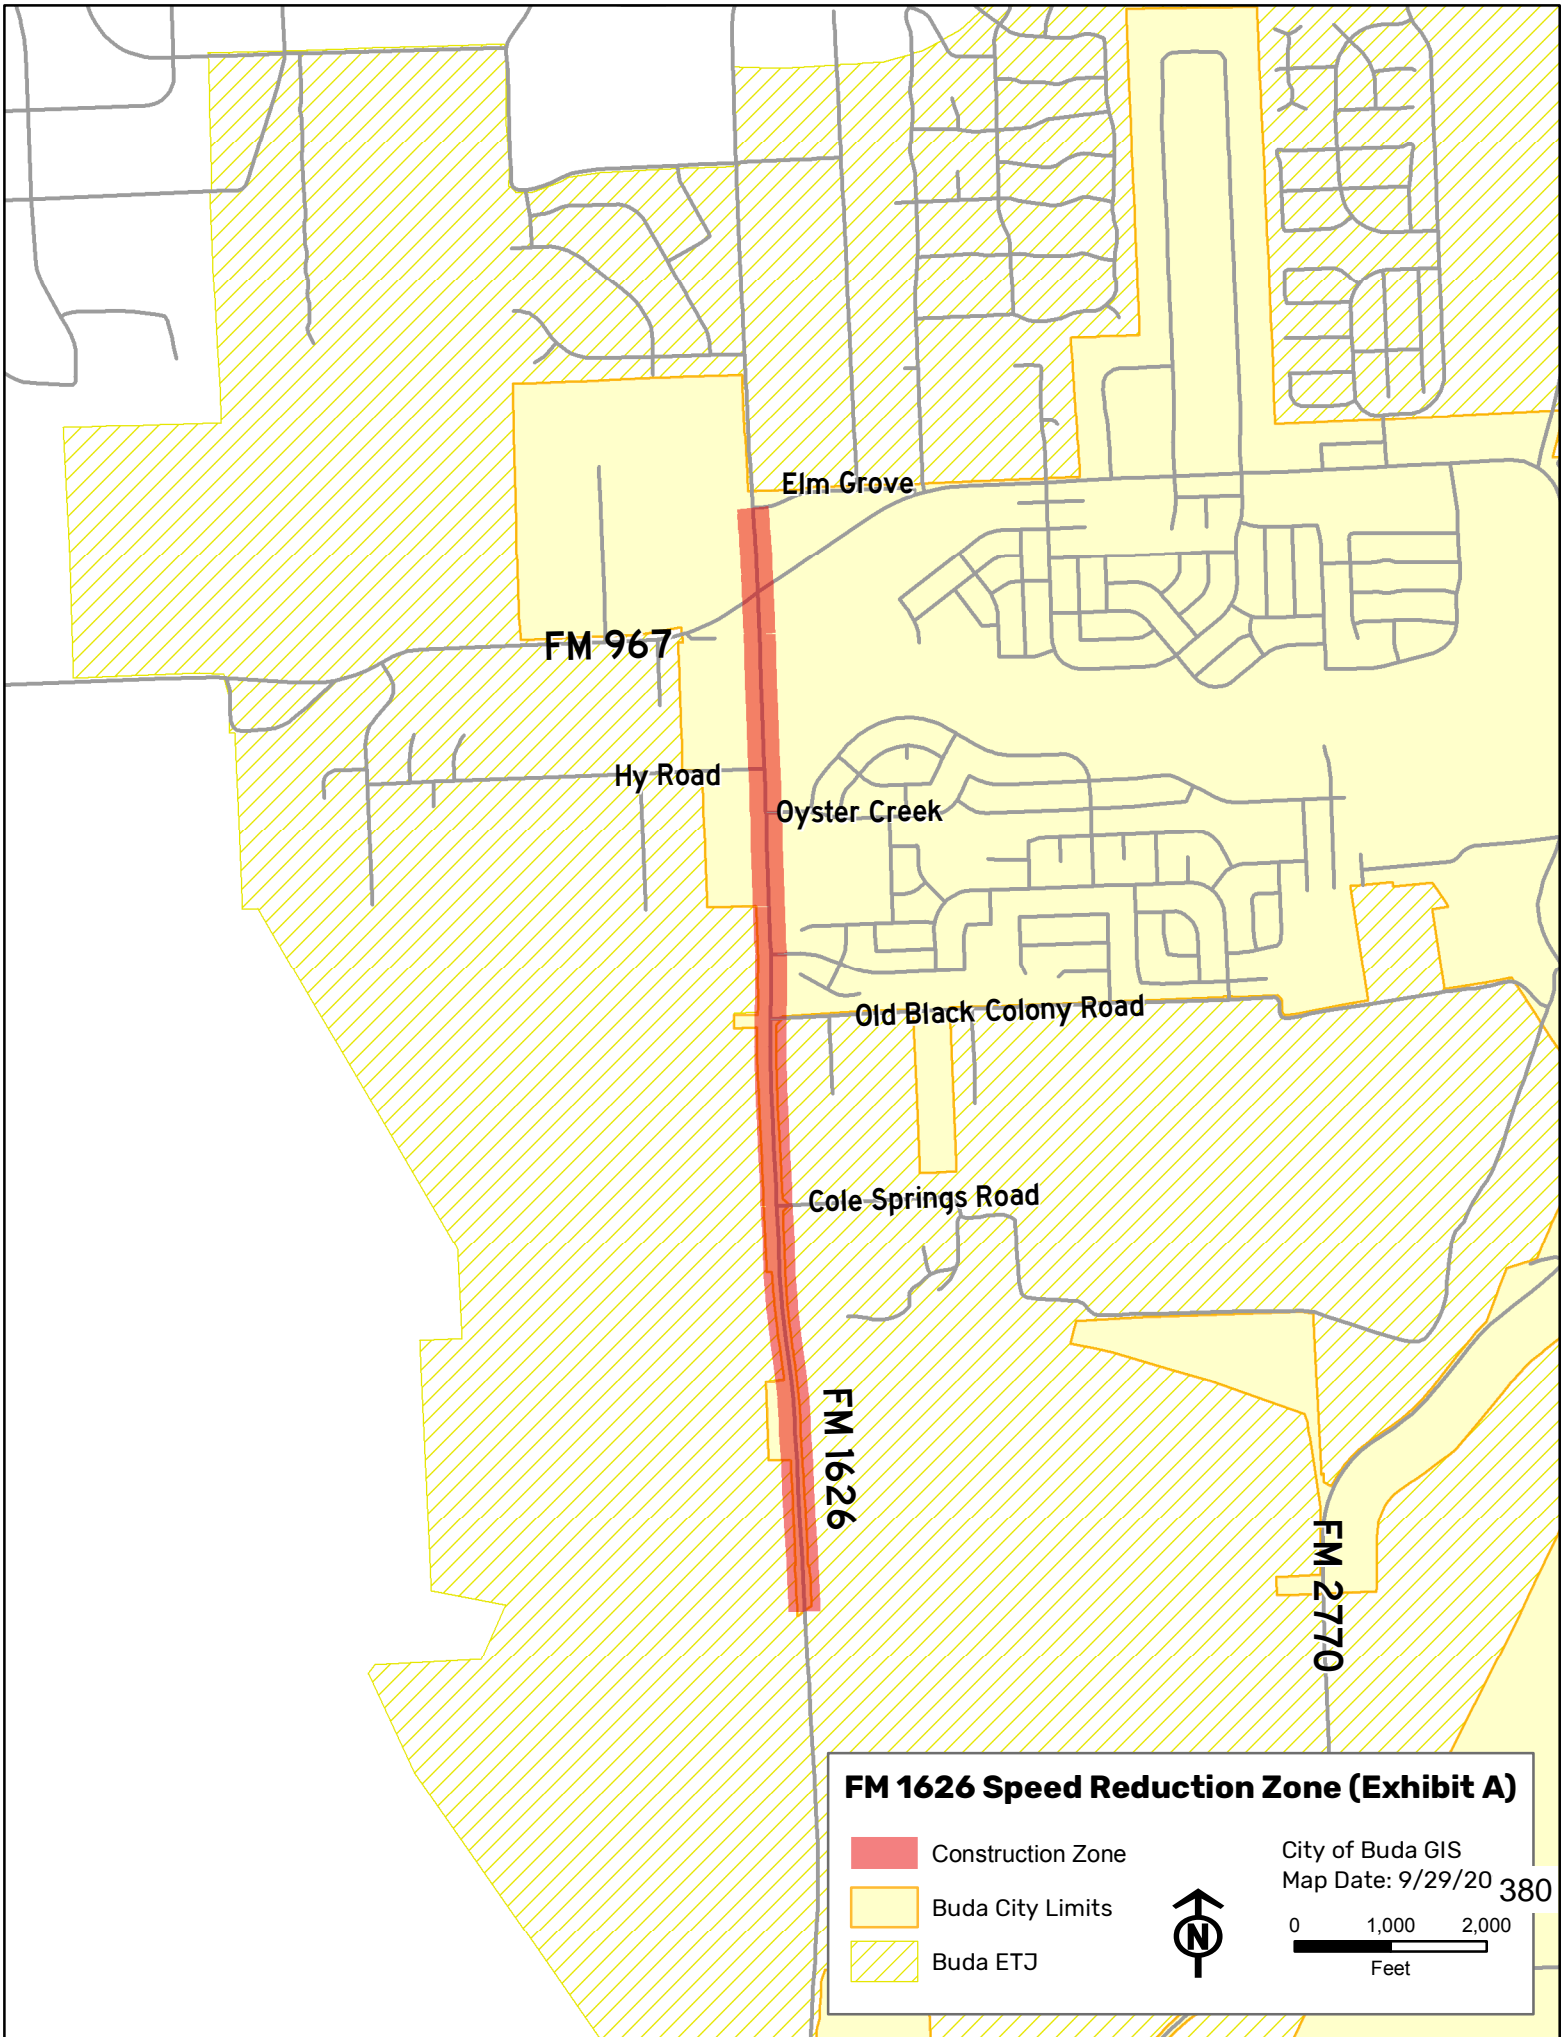 Elm Grove
FM 967
Hy Road
Oyster Creek
Old Black Colony Road
Cole Springs Road
FM 1626
FM 2770
FM 1626 Speed Reduction Zone (Exhibit A)
Construction Zone
Buda City Limits
Buda ETJ
N
City of Buda GIS
Map Date: 9/29/20
380
0 1,000 2,000
Feet